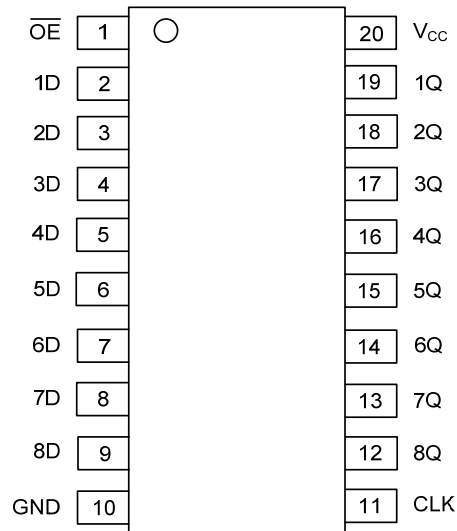 O̅E̅ 1 20 VCC
1D 2 19 1Q
2D 3 18 2Q
3D 4 17 3Q
4D 5 16 4Q
5D 6 15 5Q
6D 7 14 6Q
7D 8 13 7Q
8D 9 12 8Q
GND 10 11 CLK